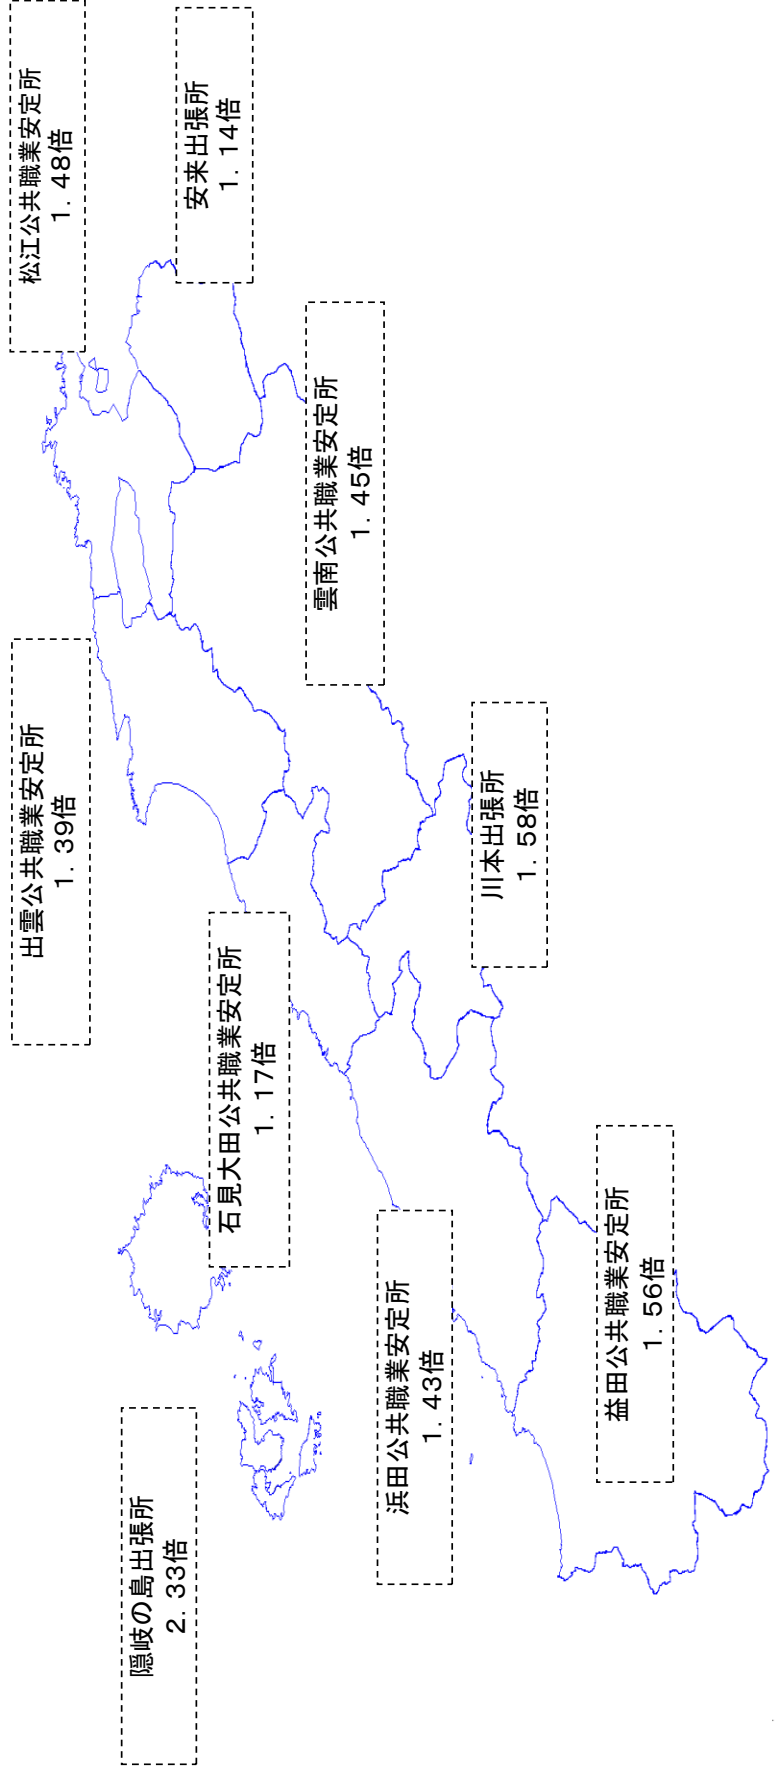 隠岐の島出張所
2.33倍
出雲公共職業安定所
1.39倍
松江公共職業安定所
1.48倍
安来出張所
1.14倍
石見大田公共職業安定所
1.17倍
雲南公共職業安定所
1.45倍
浜田公共職業安定所
1.43倍
川本出張所
1.58倍
益田公共職業安定所
1.56倍